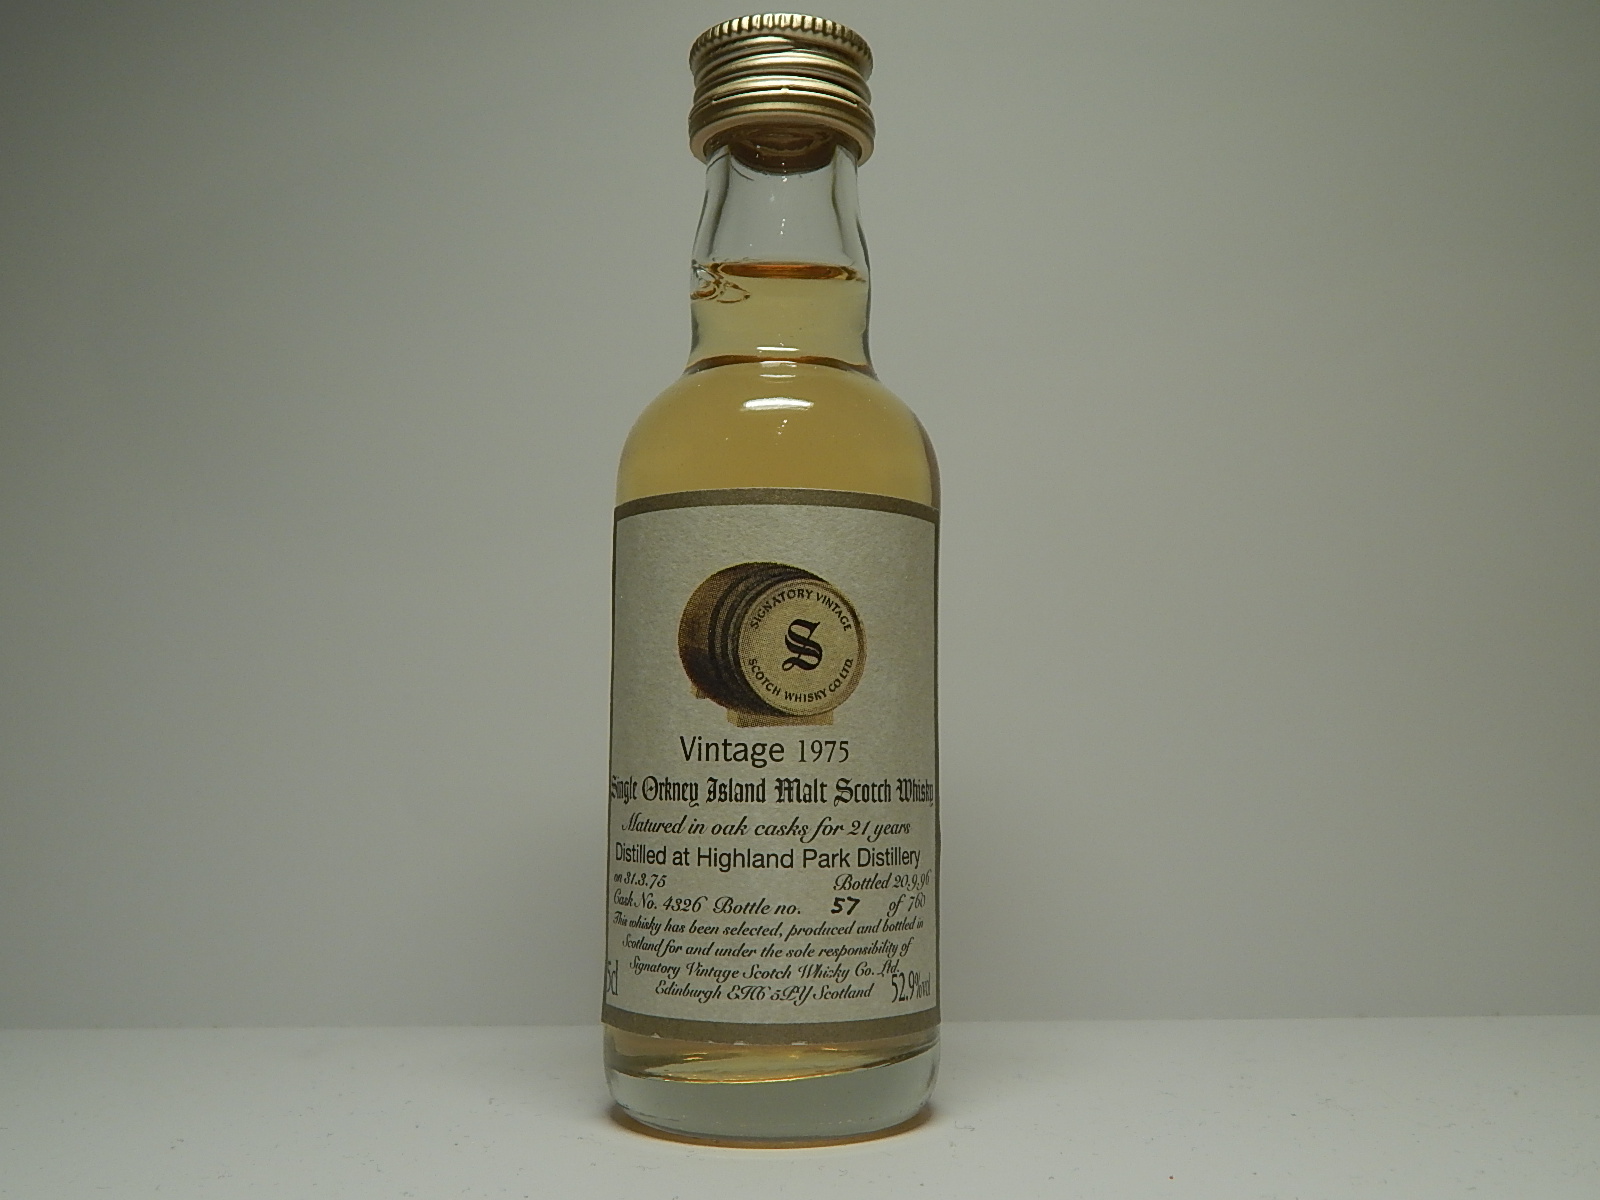 SIGNATORY VINTAGE
S
SCOTCH WHISKY CO LTD.
Vintage 1975
Single Orkney Island Malt Scotch Whisky
Matured in oak casks for 21 years
Distilled at Highland Park Distillery
on 31.3.75 Bottled 20.9.96
Cask No. 4326 Bottle no. 57 of 760
This whisky has been selected, produced and bottled in
Scotland for and under the sole responsibility of
Signatory Vintage Scotch Whisky Co. Ltd.
Edinburgh EH6 5PY Scotland
5cl 52.9%vol